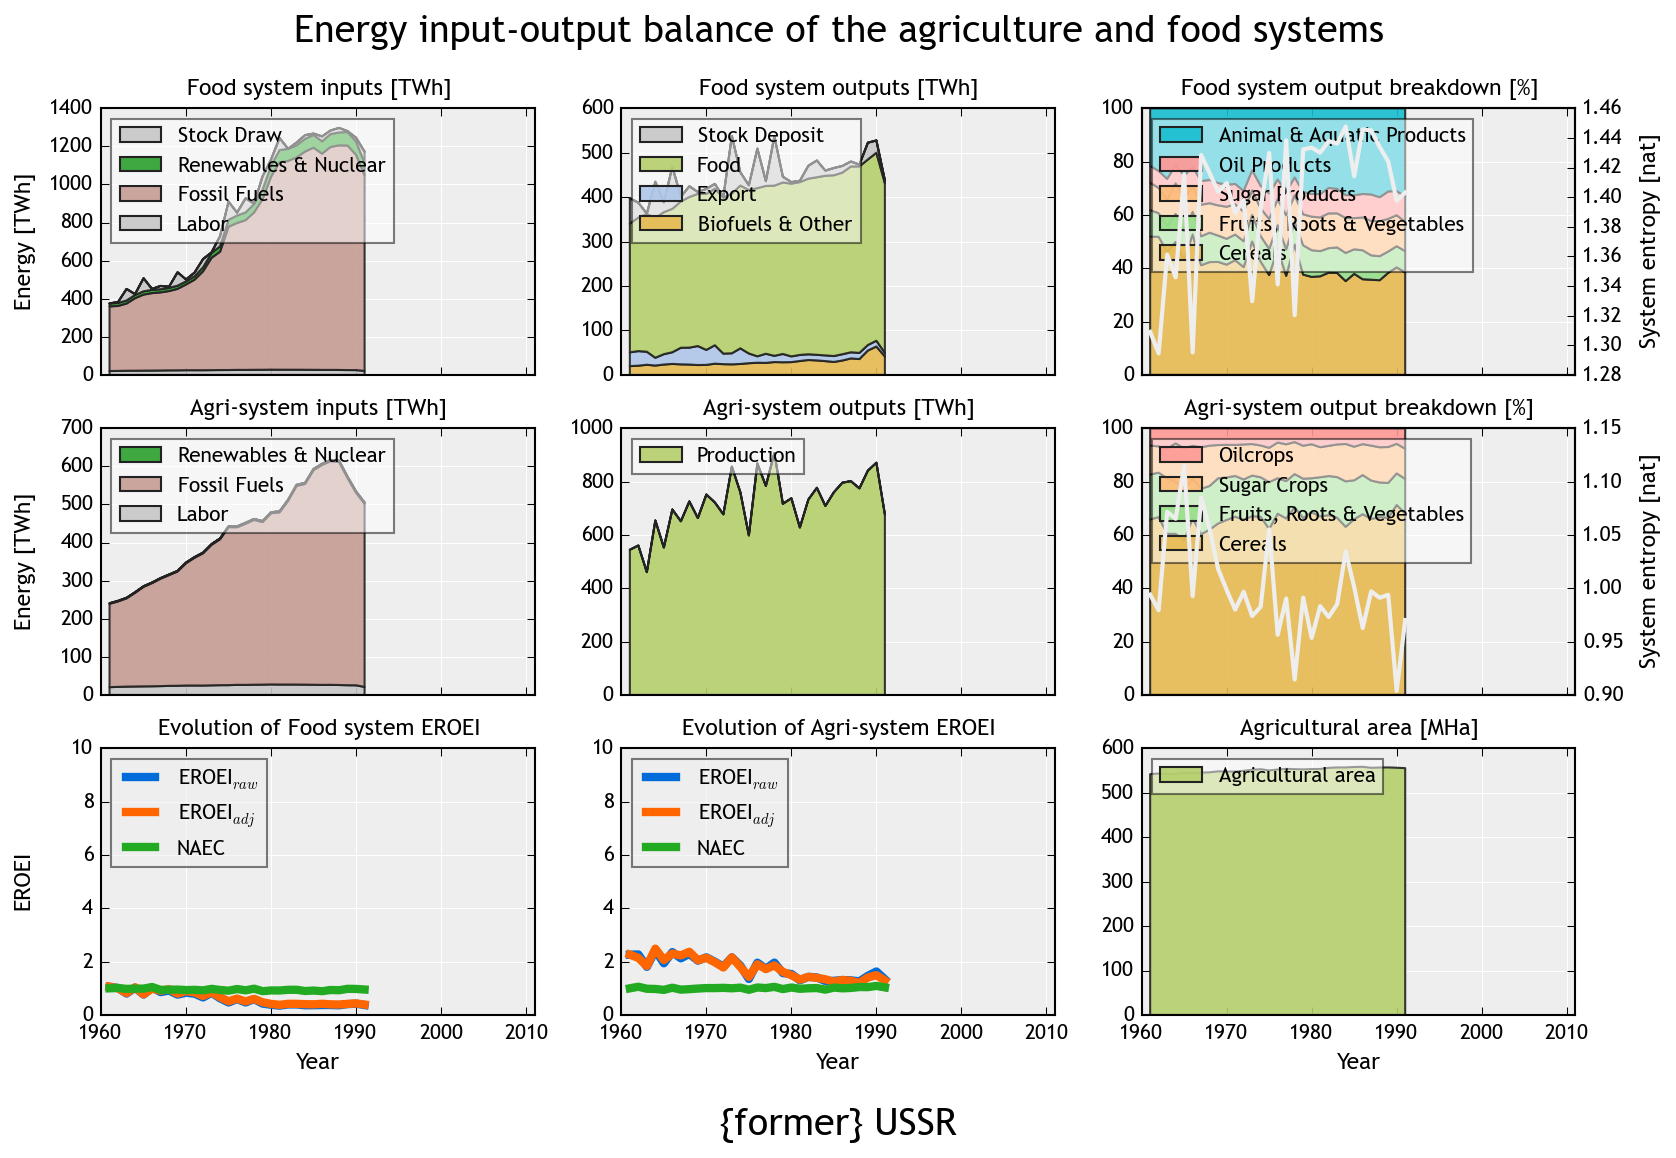 Energy input-output balance of the agriculture and food systems
Food system inputs [TWh]
Energy [TWh]
1400
1200
1000
800
600
400
200
0
Stock Draw
Renewables & Nuclear
Fossil Fuels
Labor
Food system outputs [TWh]
600
500
400
300
200
100
0
Stock Deposit
Food
Export
Biofuels & Other
Food system output breakdown [%]
100
80
60
40
20
0
Animal & Aquatic Products
Oil Products
Sugar Products
Fruits, Roots & Vegetables
Cereals
1.46
1.44
1.42
1.40
1.38
1.36
1.34
1.32
1.30
1.28
System entropy [nat]
Agri-system inputs [TWh]
Energy [TWh]
700
600
500
400
300
200
100
0
Renewables & Nuclear
Fossil Fuels
Labor
Agri-system outputs [TWh]
1000
800
600
400
200
0
Production
Agri-system output breakdown [%]
100
80
60
40
20
0
Oilcrops
Sugar Crops
Fruits, Roots & Vegetables
Cereals
1.15
1.10
1.05
1.00
0.95
0.90
System entropy [nat]
Evolution of Food system EROEI
EROEI
10
8
6
4
2
0
EROEI raw
EROEI adj
NAEC
1960 1970 1980 1990 2000 2010
Year
Evolution of Agri-system EROEI
10
8
6
4
2
0
EROEI raw
EROEI adj
NAEC
1960 1970 1980 1990 2000 2010
Year
Agricultural area [MHa]
600
500
400
300
200
100
0
Agricultural area
1960 1970 1980 1990 2000 2010
Year
{former} USSR